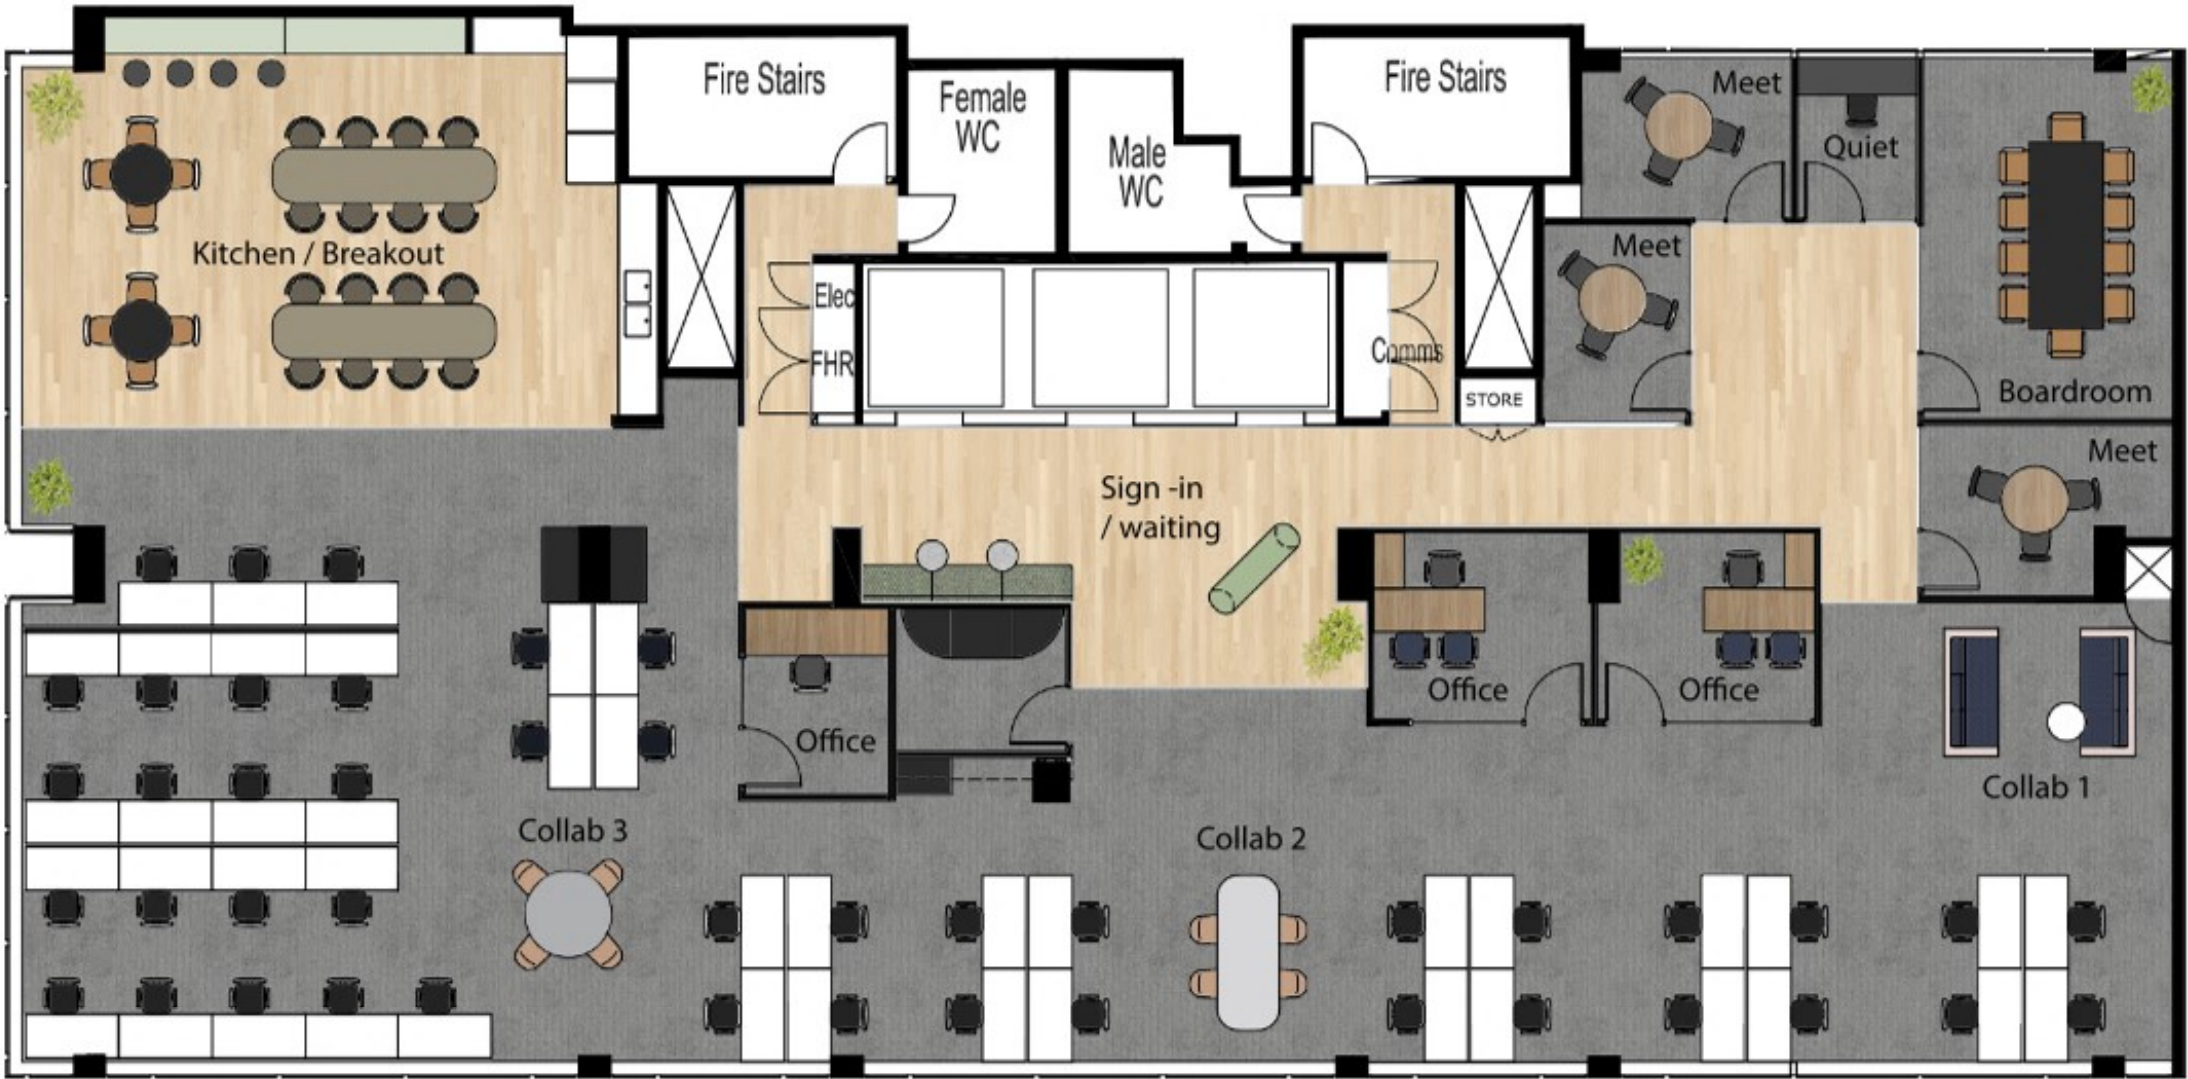 Fire Stairs
Female
WC
Male
WC
Fire Stairs
Meet
Quiet
Kitchen / Breakout
Meet
Elec
FHR
Comms
STORE
Boardroom
Meet
Sign -in
/ waiting
Office
Office
Office
Collab 1
Collab 3
Collab 2